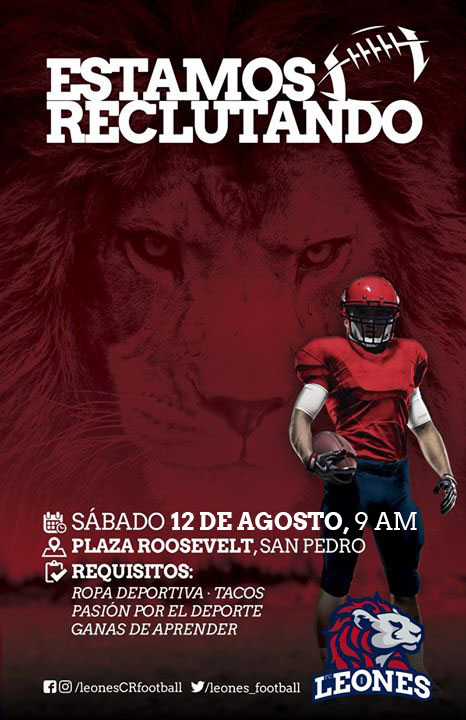 ESTAMOS
RECLUTANDO
SÁBADO 12 DE AGOSTO, 9 AM
PLAZA ROOSEVELT, SAN PEDRO
REQUISITOS:
ROPA DEPORTIVA · TACOS
PASIÓN POR EL DEPORTE
GANAS DE APRENDER
/leonesCRfootball /leones_football
FC
LEONES